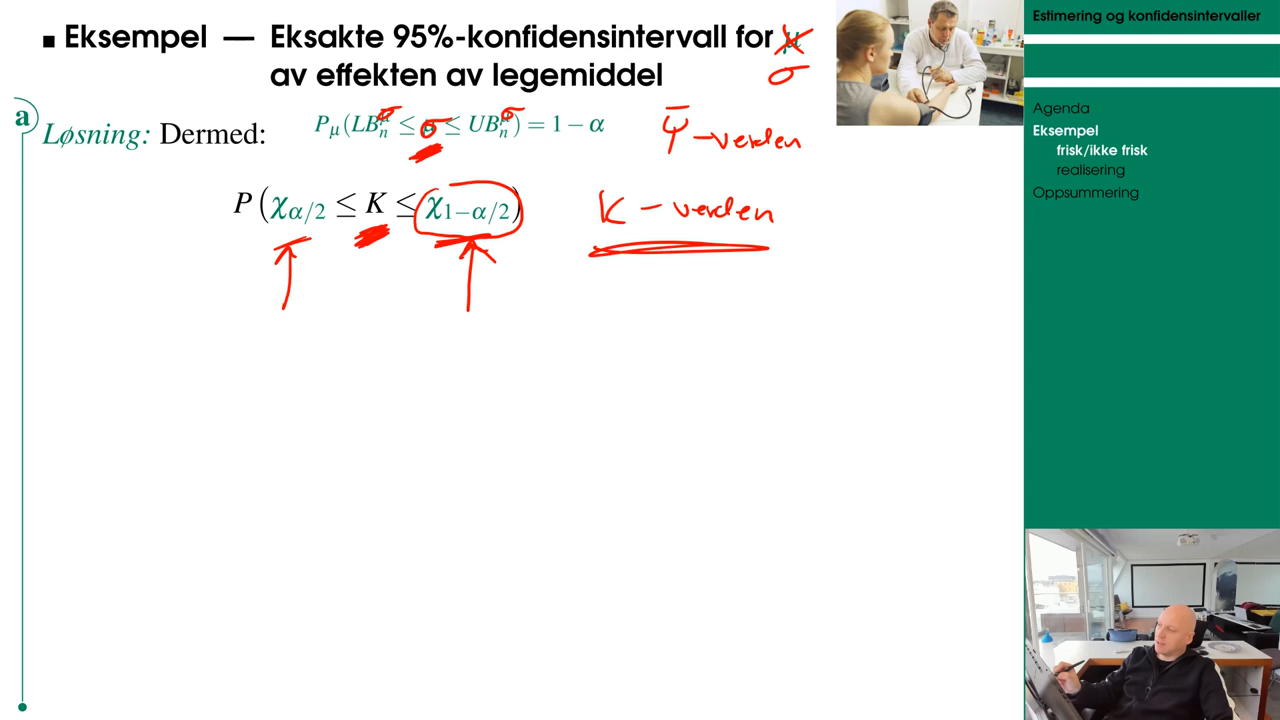 ▪ Eksempel — Eksakte 95%-konfidensintervall for μ
σ
av effekten av legemiddel
a
Løsning: Dermed:
P_μ(LB_n^σ ≤ σ ≤ UB_n^σ) = 1 − α
Ȳ - verden
P(χ_{α/2} ≤ K ≤ χ_{1−α/2})
K - verden
Estimering og konfidensintervaller
Agenda
Eksempel
frisk/ikke frisk
realisering
Oppsummering